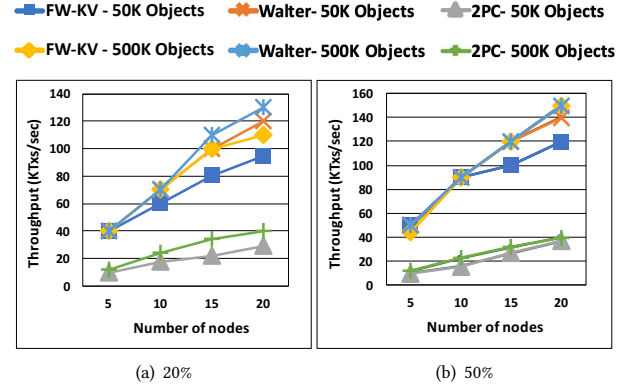 FW-KV - 50K Objects Walter- 50K Objects 2PC- 50K Objects
FW-KV - 500K Objects Walter- 500K Objects 2PC- 500K Objects
Throughput (KTxs/sec)
140
120
100
80
60
40
20
0
5 10 15 20
Number of nodes
(a) 20%
Throughput (KTxs/sec)
160
140
120
100
80
60
40
20
0
5 10 15 20
Number of nodes
(b) 50%